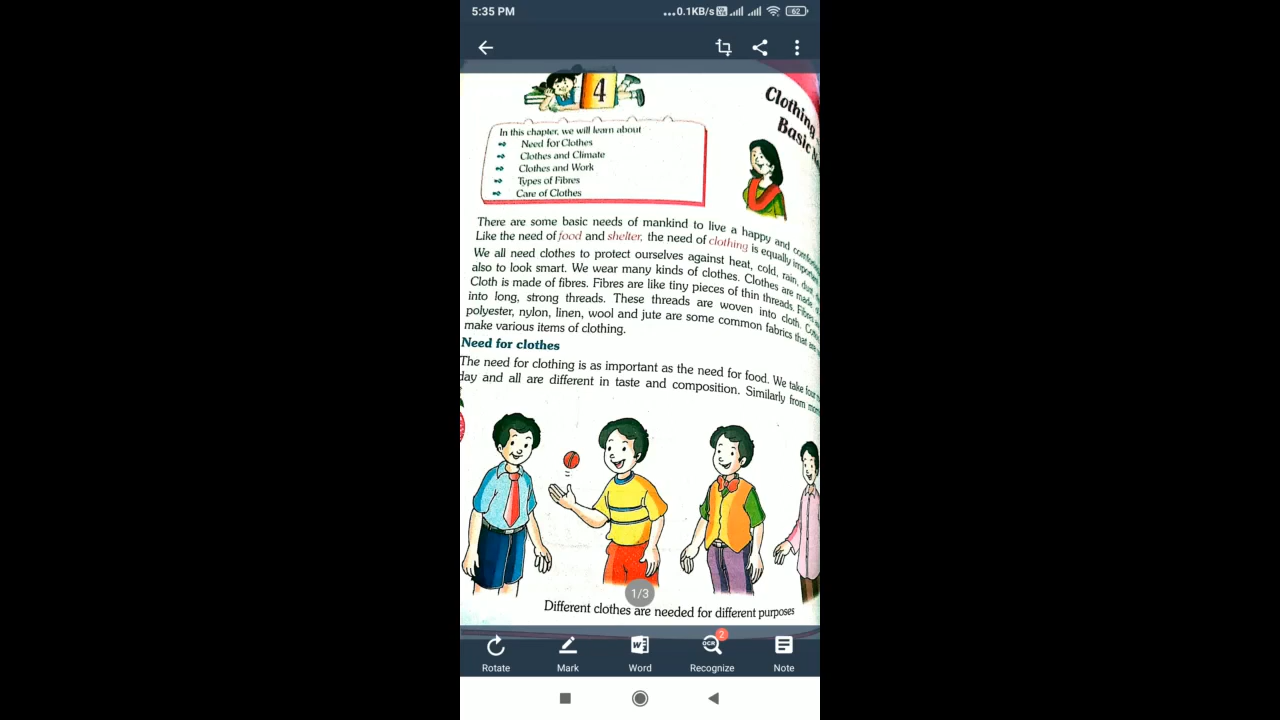 5:35 PM
...0.1KB/s
62
4
Clothing
Basic
In this chapter, we will learn about
Need for Clothes
Clothes and Climate
Clothes and Work
Types of Fibres
Care of Clothes
There are some basic needs of mankind to live a happy and
Like the need of food and shelter, the need of clothing is equally
We all need clothes to protect ourselves against heat, cold, rain, dust,
also to look smart. We wear many kinds of clothes. Clothes are made
Cloth is made of fibres. Fibres are like tiny pieces of thin threads. Fibres
into long, strong threads. These threads are woven into cloth.
polyester, nylon, linen, wool and jute are some common fabrics that are
make various items of clothing.
Need for clothes
The need for clothing is as important as the need for food. We take four
day and all are different in taste and composition. Similarly from
1/3
Different clothes are needed for different purposes
W
OCR
2
Rotate
Mark
Word
Recognize
Note